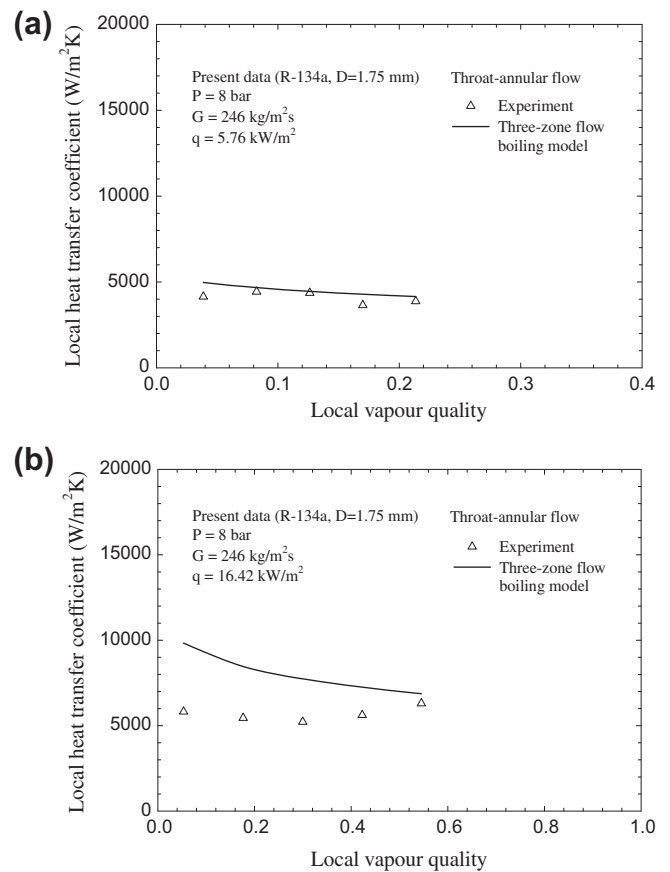 (a)
Local heat transfer coefficient (W/m²K)
20000
15000
10000
5000
0
Present data (R-134a, D=1.75 mm)
P = 8 bar
G = 246 kg/m²s
q = 5.76 kW/m²
Throat-annular flow
Experiment
Three-zone flow
boiling model
0.0 0.1 0.2 0.3 0.4
Local vapour quality
(b)
Local heat transfer coefficient (W/m²K)
20000
15000
10000
5000
0
Present data (R-134a, D=1.75 mm)
P = 8 bar
G = 246 kg/m²s
q = 16.42 kW/m²
Throat-annular flow
Experiment
Three-zone flow
boiling model
0.0 0.2 0.4 0.6 0.8 1.0
Local vapour quality